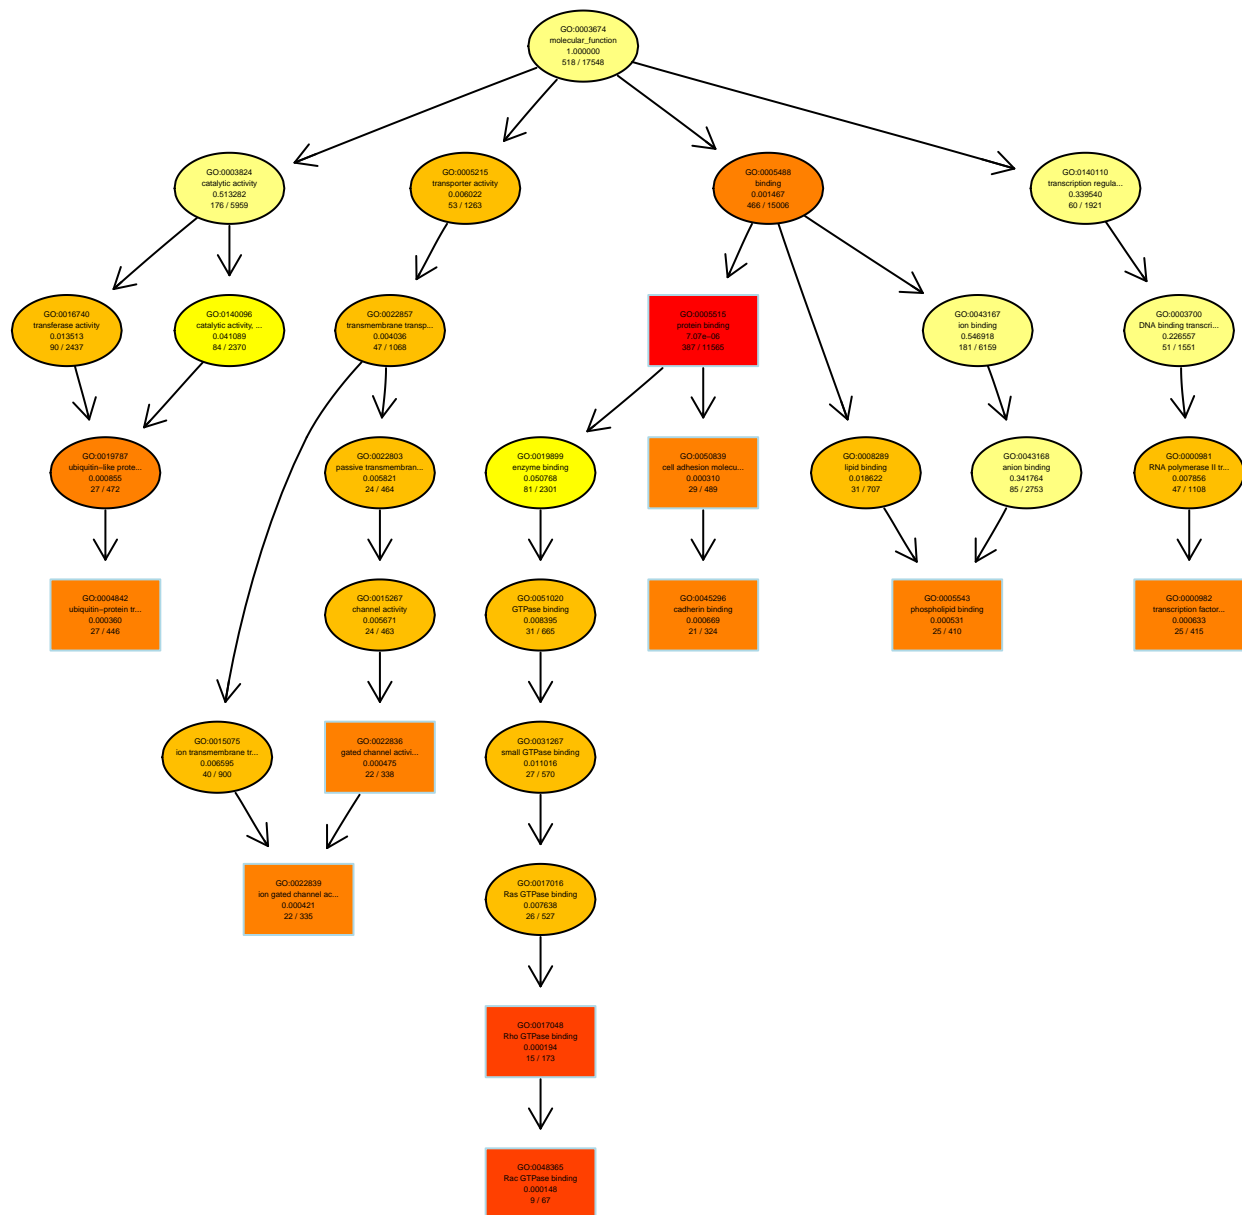 GO:0003674
molecular_function
1.000000
518 / 17548
GO:0003824
catalytic activity
0.513282
176 / 5959
GO:0005215
transporter activity
0.006022
53 / 1263
GO:0005488
binding
0.001467
466 / 15006
GO:0140110
transcription regula...
0.339540
60 / 1921
GO:0016740
transferase activity
0.013513
90 / 2437
GO:0140096
catalytic activity, ...
0.041089
84 / 2370
GO:0022857
transmembrane transp...
0.004036
47 / 1068
GO:0005515
protein binding
7.07e−06
387 / 11565
GO:0043167
ion binding
0.546918
181 / 6159
GO:0003700
DNA binding transcri...
0.226557
51 / 1551
GO:0019787
ubiquitin−like prote...
0.000855
27 / 472
GO:0022803
passive transmembran...
0.005821
24 / 464
GO:0019899
enzyme binding
0.050768
81 / 2301
GO:0050839
cell adhesion molecu...
0.000310
29 / 489
GO:0008289
lipid binding
0.018622
31 / 707
GO:0043168
anion binding
0.341764
85 / 2753
GO:0000981
RNA polymerase II tr...
0.007856
47 / 1108
GO:0004842
ubiquitin−protein tr...
0.000360
27 / 446
GO:0015267
channel activity
0.005671
24 / 463
GO:0051020
GTPase binding
0.008395
31 / 665
GO:0045296
cadherin binding
0.000669
21 / 324
GO:0005543
phospholipid binding
0.000531
25 / 410
GO:0000982
transcription factor...
0.000633
25 / 415
GO:0015075
ion transmembrane tr...
0.006595
40 / 900
GO:0022836
gated channel activi...
0.000475
22 / 338
GO:0031267
small GTPase binding
0.011016
27 / 570
GO:0022839
ion gated channel ac...
0.000421
22 / 335
GO:0017016
Ras GTPase binding
0.007638
26 / 527
GO:0017048
Rho GTPase binding
0.000194
15 / 173
GO:0048365
Rac GTPase binding
0.000148
9 / 67